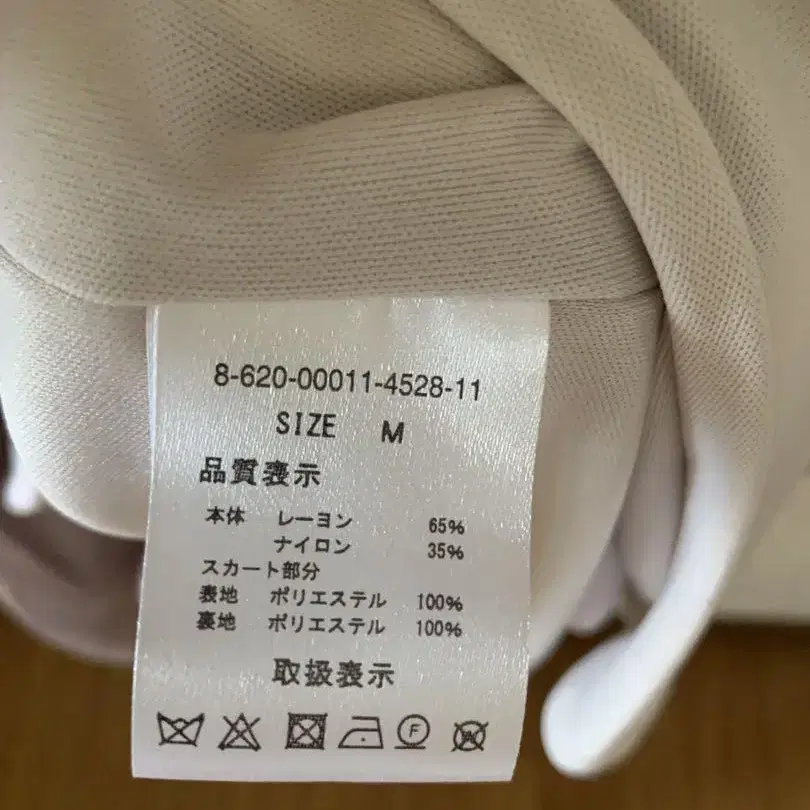 8-620-00011-4528-11
SIZE M
品質表示
本体 レーヨン 65%
ナイロン 35%
スカート部分
表地 ポリエステル 100%
裏地 ポリエステル 100%
取扱表示
F
W